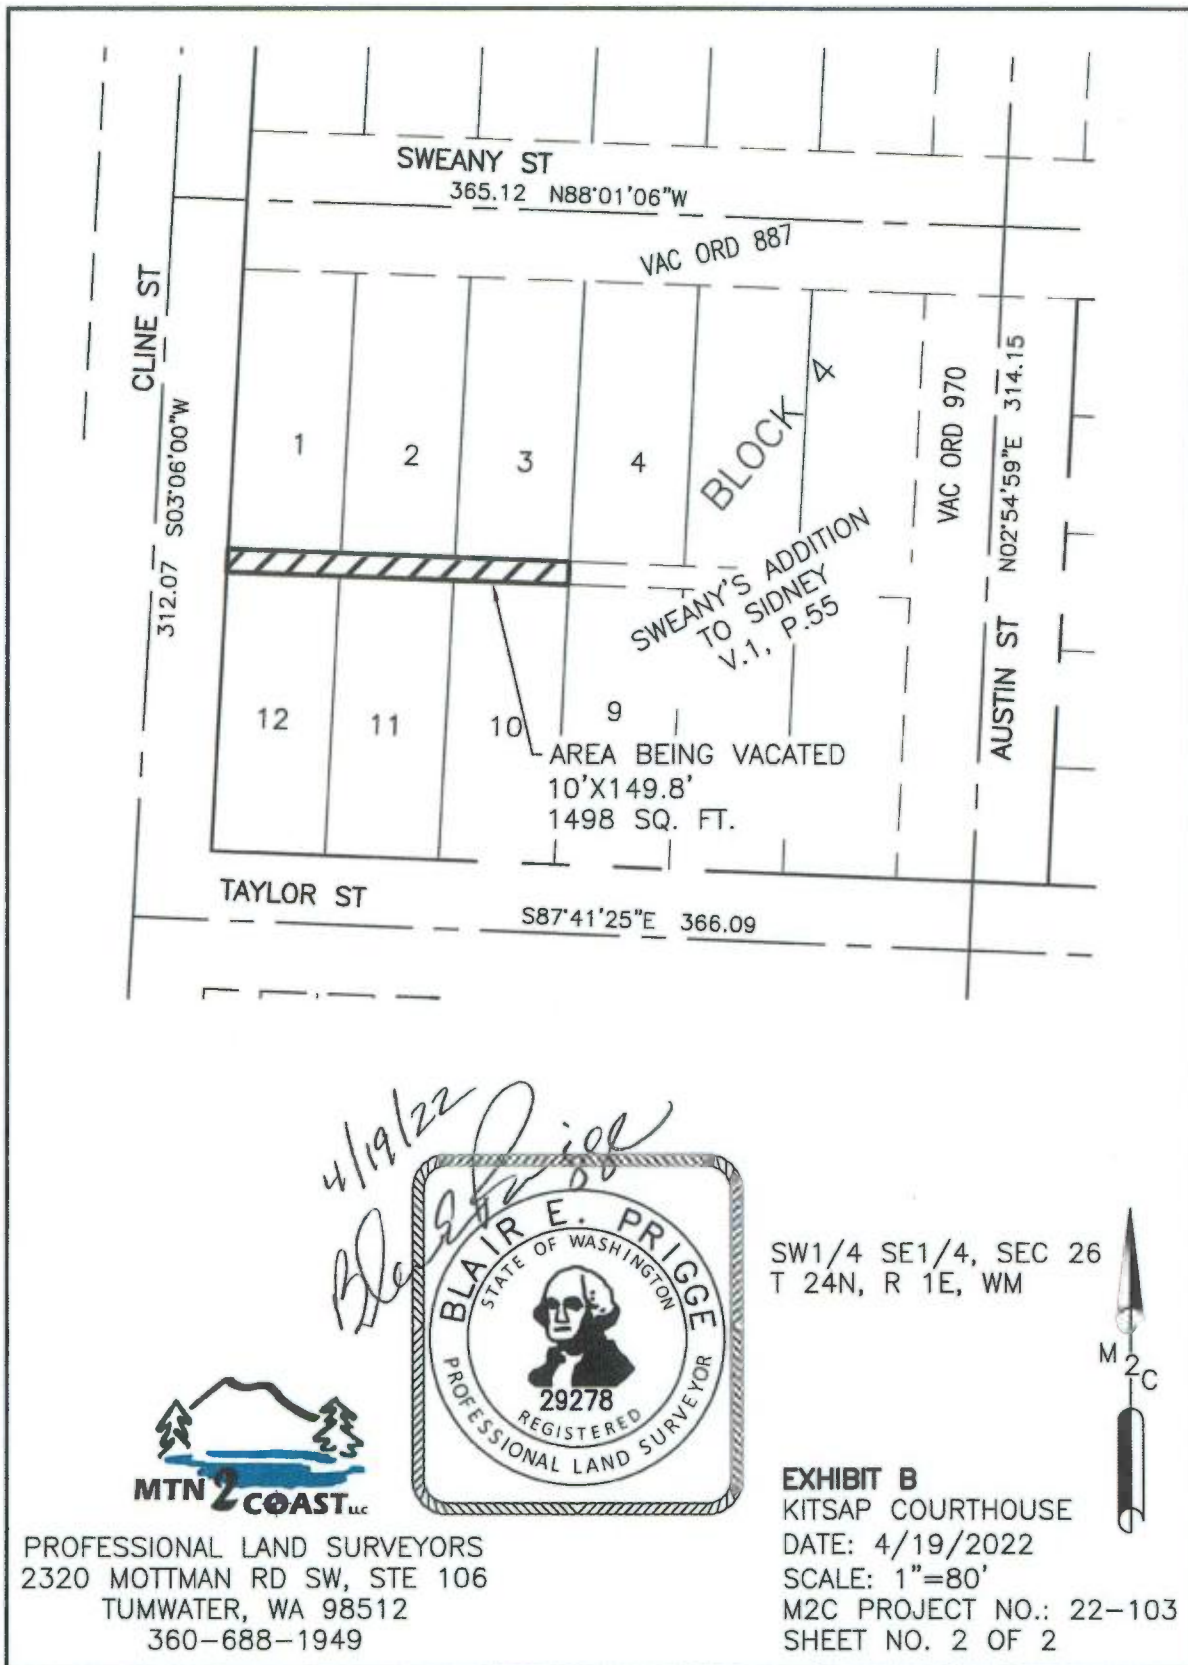 SWEANY ST
365.12 N88°01'06"W
VAC ORD 887
CLINE ST
312.07 S03°06'00"W
1
2
3
4
BLOCK 4
VAC ORD 970
N02°54'59"E 314.15
AUSTIN ST
SWEANY'S ADDITION
TO SIDNEY
V.1, P.55
12
11
10
9
AREA BEING VACATED
10'X149.8'
1498 SQ. FT.
TAYLOR ST
S87°41'25"E 366.09
4/19/22
Blair E Prigge
BLAIR E. PRIGGE
STATE OF WASHINGTON
29278
REGISTERED
PROFESSIONAL LAND SURVEYOR
SW1/4 SE1/4, SEC 26
T 24N, R 1E, WM
M2C
MTN 2 COAST LLC
PROFESSIONAL LAND SURVEYORS
2320 MOTTMAN RD SW, STE 106
TUMWATER, WA 98512
360-688-1949
EXHIBIT B
KITSAP COURTHOUSE
DATE: 4/19/2022
SCALE: 1"=80'
M2C PROJECT NO.: 22-103
SHEET NO. 2 OF 2